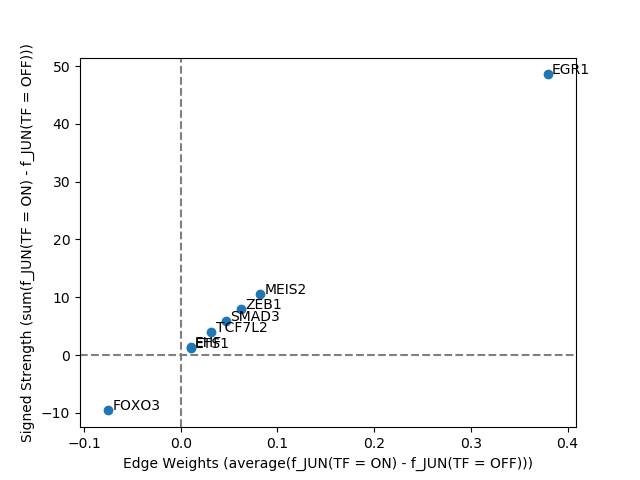 Signed Strength (sum(f_JUN(TF = ON) - f_JUN(TF = OFF)))
50
40
30
20
10
0
−10
EGR1
MEIS2
ZEB1
SMAD3
TCF7L2
ETS1
FOXO3
−0.1 0.0 0.1 0.2 0.3 0.4
Edge Weights (average(f_JUN(TF = ON) - f_JUN(TF = OFF)))